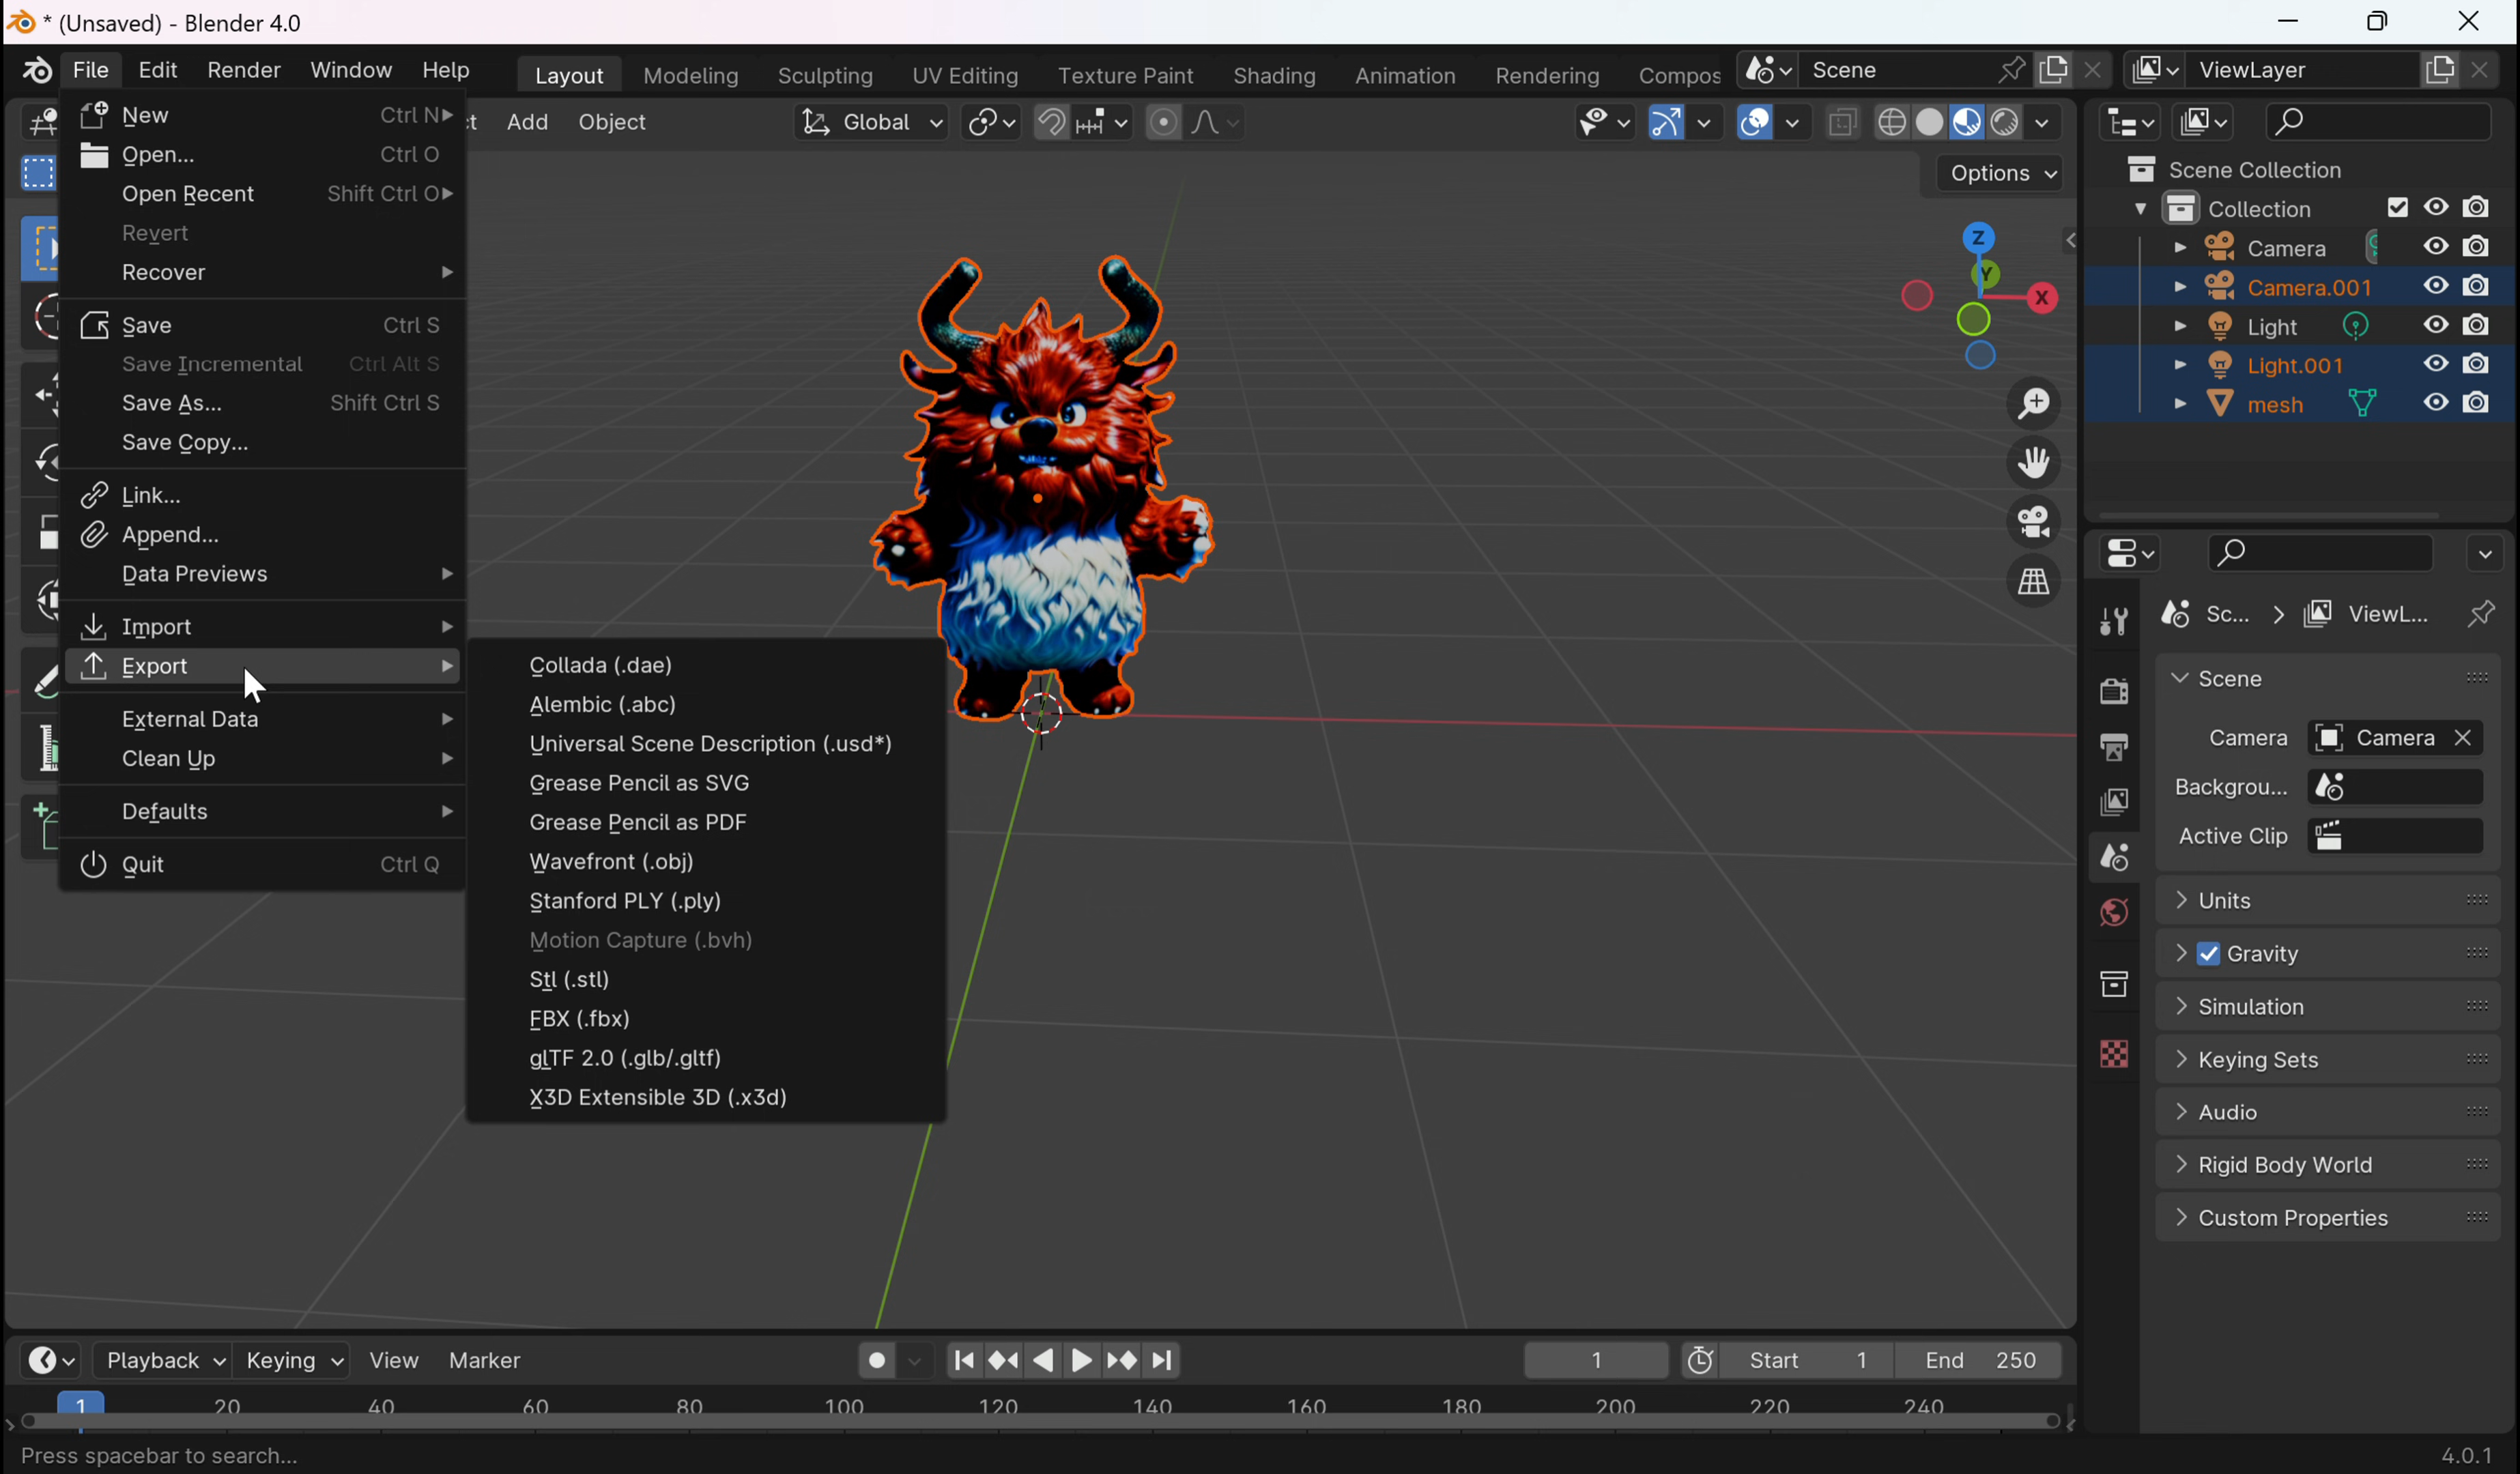 * (Unsaved) - Blender 4.0
File Edit Render Window Help Layout Modeling Sculpting UV Editing Texture Paint Shading Animation Rendering Compos Scene ViewLayer
ct Add Object Global
Options
New Ctrl N
Open... Ctrl O
Open Recent Shift Ctrl O
Revert
Recover
Save Ctrl S
Save Incremental Ctrl Alt S
Save As... Shift Ctrl S
Save Copy...
Link...
Append...
Data Previews
Import
Export
External Data
Clean Up
Defaults
Quit Ctrl Q
Collada (.dae)
Alembic (.abc)
Universal Scene Description (.usd*)
Grease Pencil as SVG
Grease Pencil as PDF
Wavefront (.obj)
Stanford PLY (.ply)
Motion Capture (.bvh)
Stl (.stl)
FBX (.fbx)
glTF 2.0 (.glb/.gltf)
X3D Extensible 3D (.x3d)
Z
Y
X
Scene Collection
Collection
Camera
Camera.001
Light
Light.001
mesh
Sc... ViewL...
Scene
Camera Camera
Backgrou...
Active Clip
Units
Gravity
Simulation
Keying Sets
Audio
Rigid Body World
Custom Properties
Playback Keying View Marker 1 Start 1 End 250
1 20 40 60 80 100 120 140 160 180 200 220 240
Press spacebar to search... 4.0.1